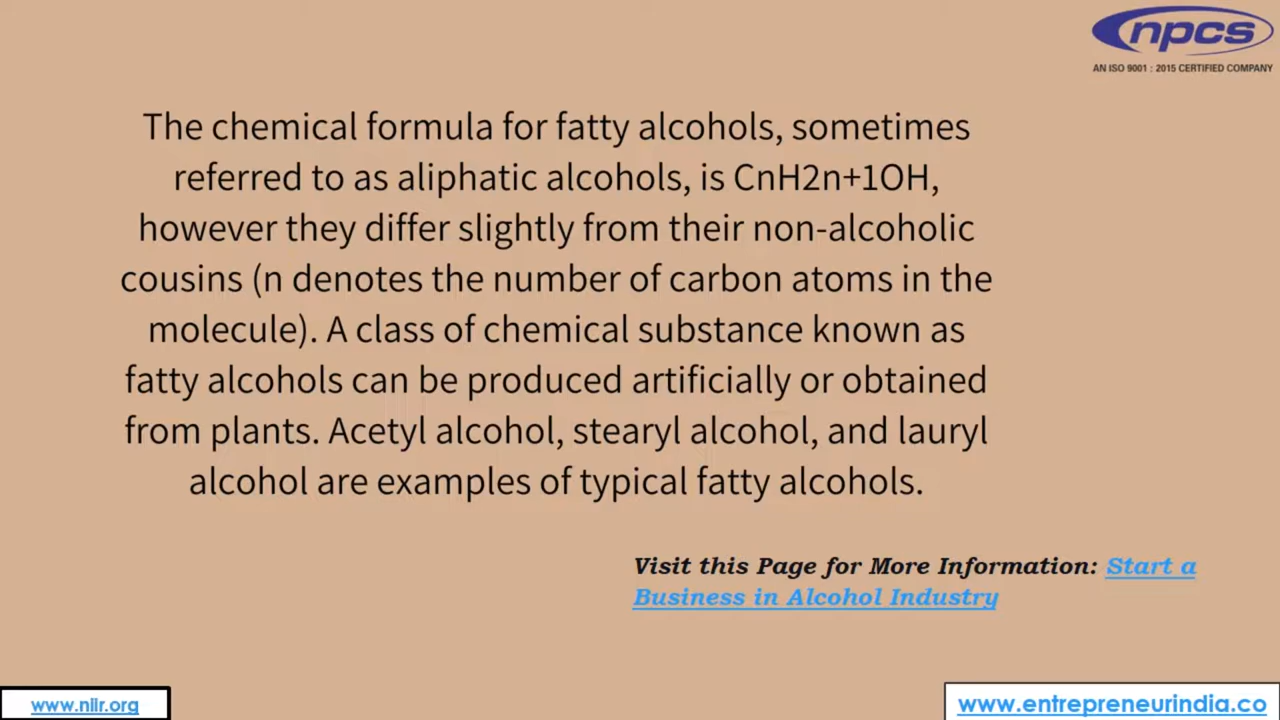 npcs
AN ISO 9001 : 2015 CERTIFIED COMPANY
The chemical formula for fatty alcohols, sometimes
referred to as aliphatic alcohols, is CnH2n+1OH,
however they differ slightly from their non-alcoholic
cousins (n denotes the number of carbon atoms in the
molecule). A class of chemical substance known as
fatty alcohols can be produced artificially or obtained
from plants. Acetyl alcohol, stearyl alcohol, and lauryl
alcohol are examples of typical fatty alcohols.
Visit this Page for More Information: Start a
Business in Alcohol Industry
www.niir.org
www.entrepreneurindia.co